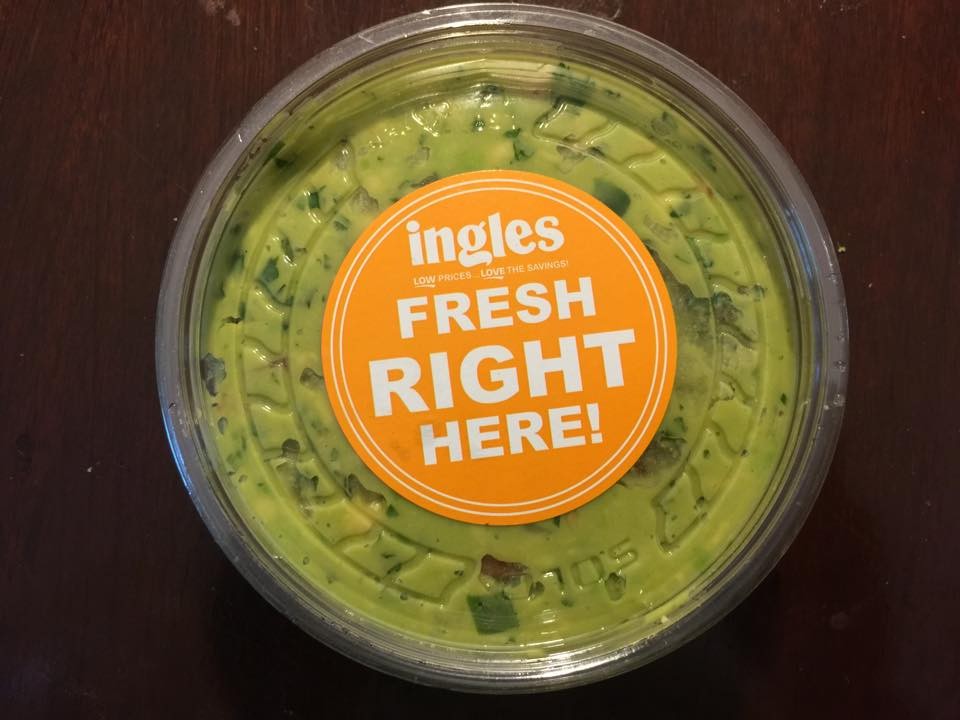 ingles
LOW PRICES... LOVE THE SAVINGS!
FRESH
RIGHT
HERE!